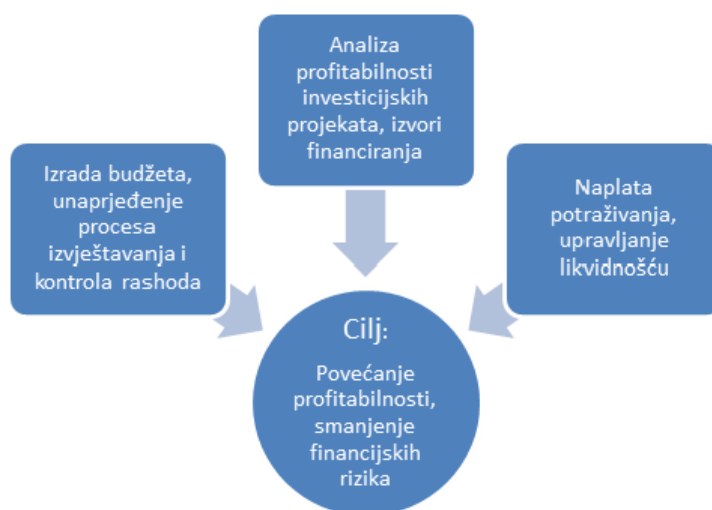 Analiza
profitabilnosti
investicijskih
projekata, izvori
financiranja
Izrada budžeta,
unaprjeđenje
procesa
izvještavanja i
kontrola rashoda
Naplata
potraživanja,
upravljanje
likvidnošću
Cilj:
Povećanje
profitabilnosti,
smanjenje
financijskih
rizika